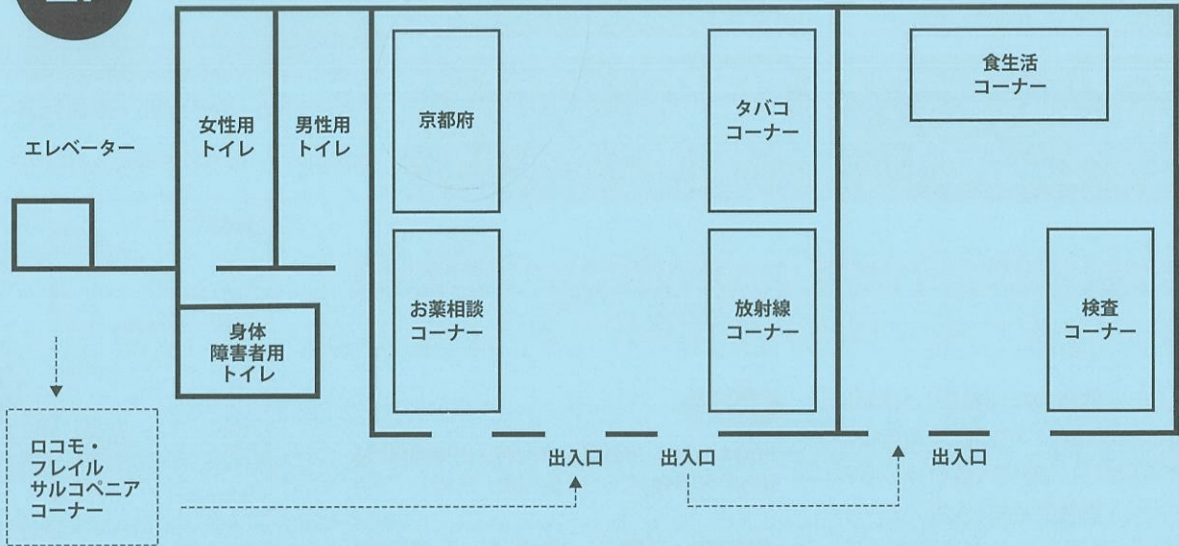 エレベーター
女性用
トイレ
男性用
トイレ
京都府
タバコ
コーナー
食生活
コーナー
身体
障害者用
トイレ
お薬相談
コーナー
放射線
コーナー
検査
コーナー
ロコモ・
フレイル
サルコペニア
コーナー
出入口
出入口
出入口